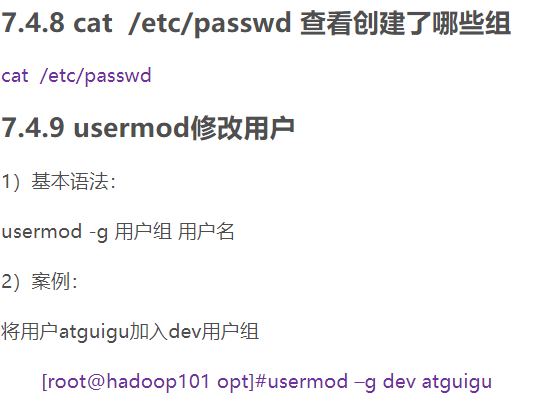 7.4.8 cat  /etc/passwd 查看创建了哪些组
cat  /etc/passwd
7.4.9 usermod修改用户
1）基本语法：
usermod -g 用户组 用户名
2）案例：
将用户atguigu加入dev用户组
[root@hadoop101 opt]#usermod –g dev atguigu